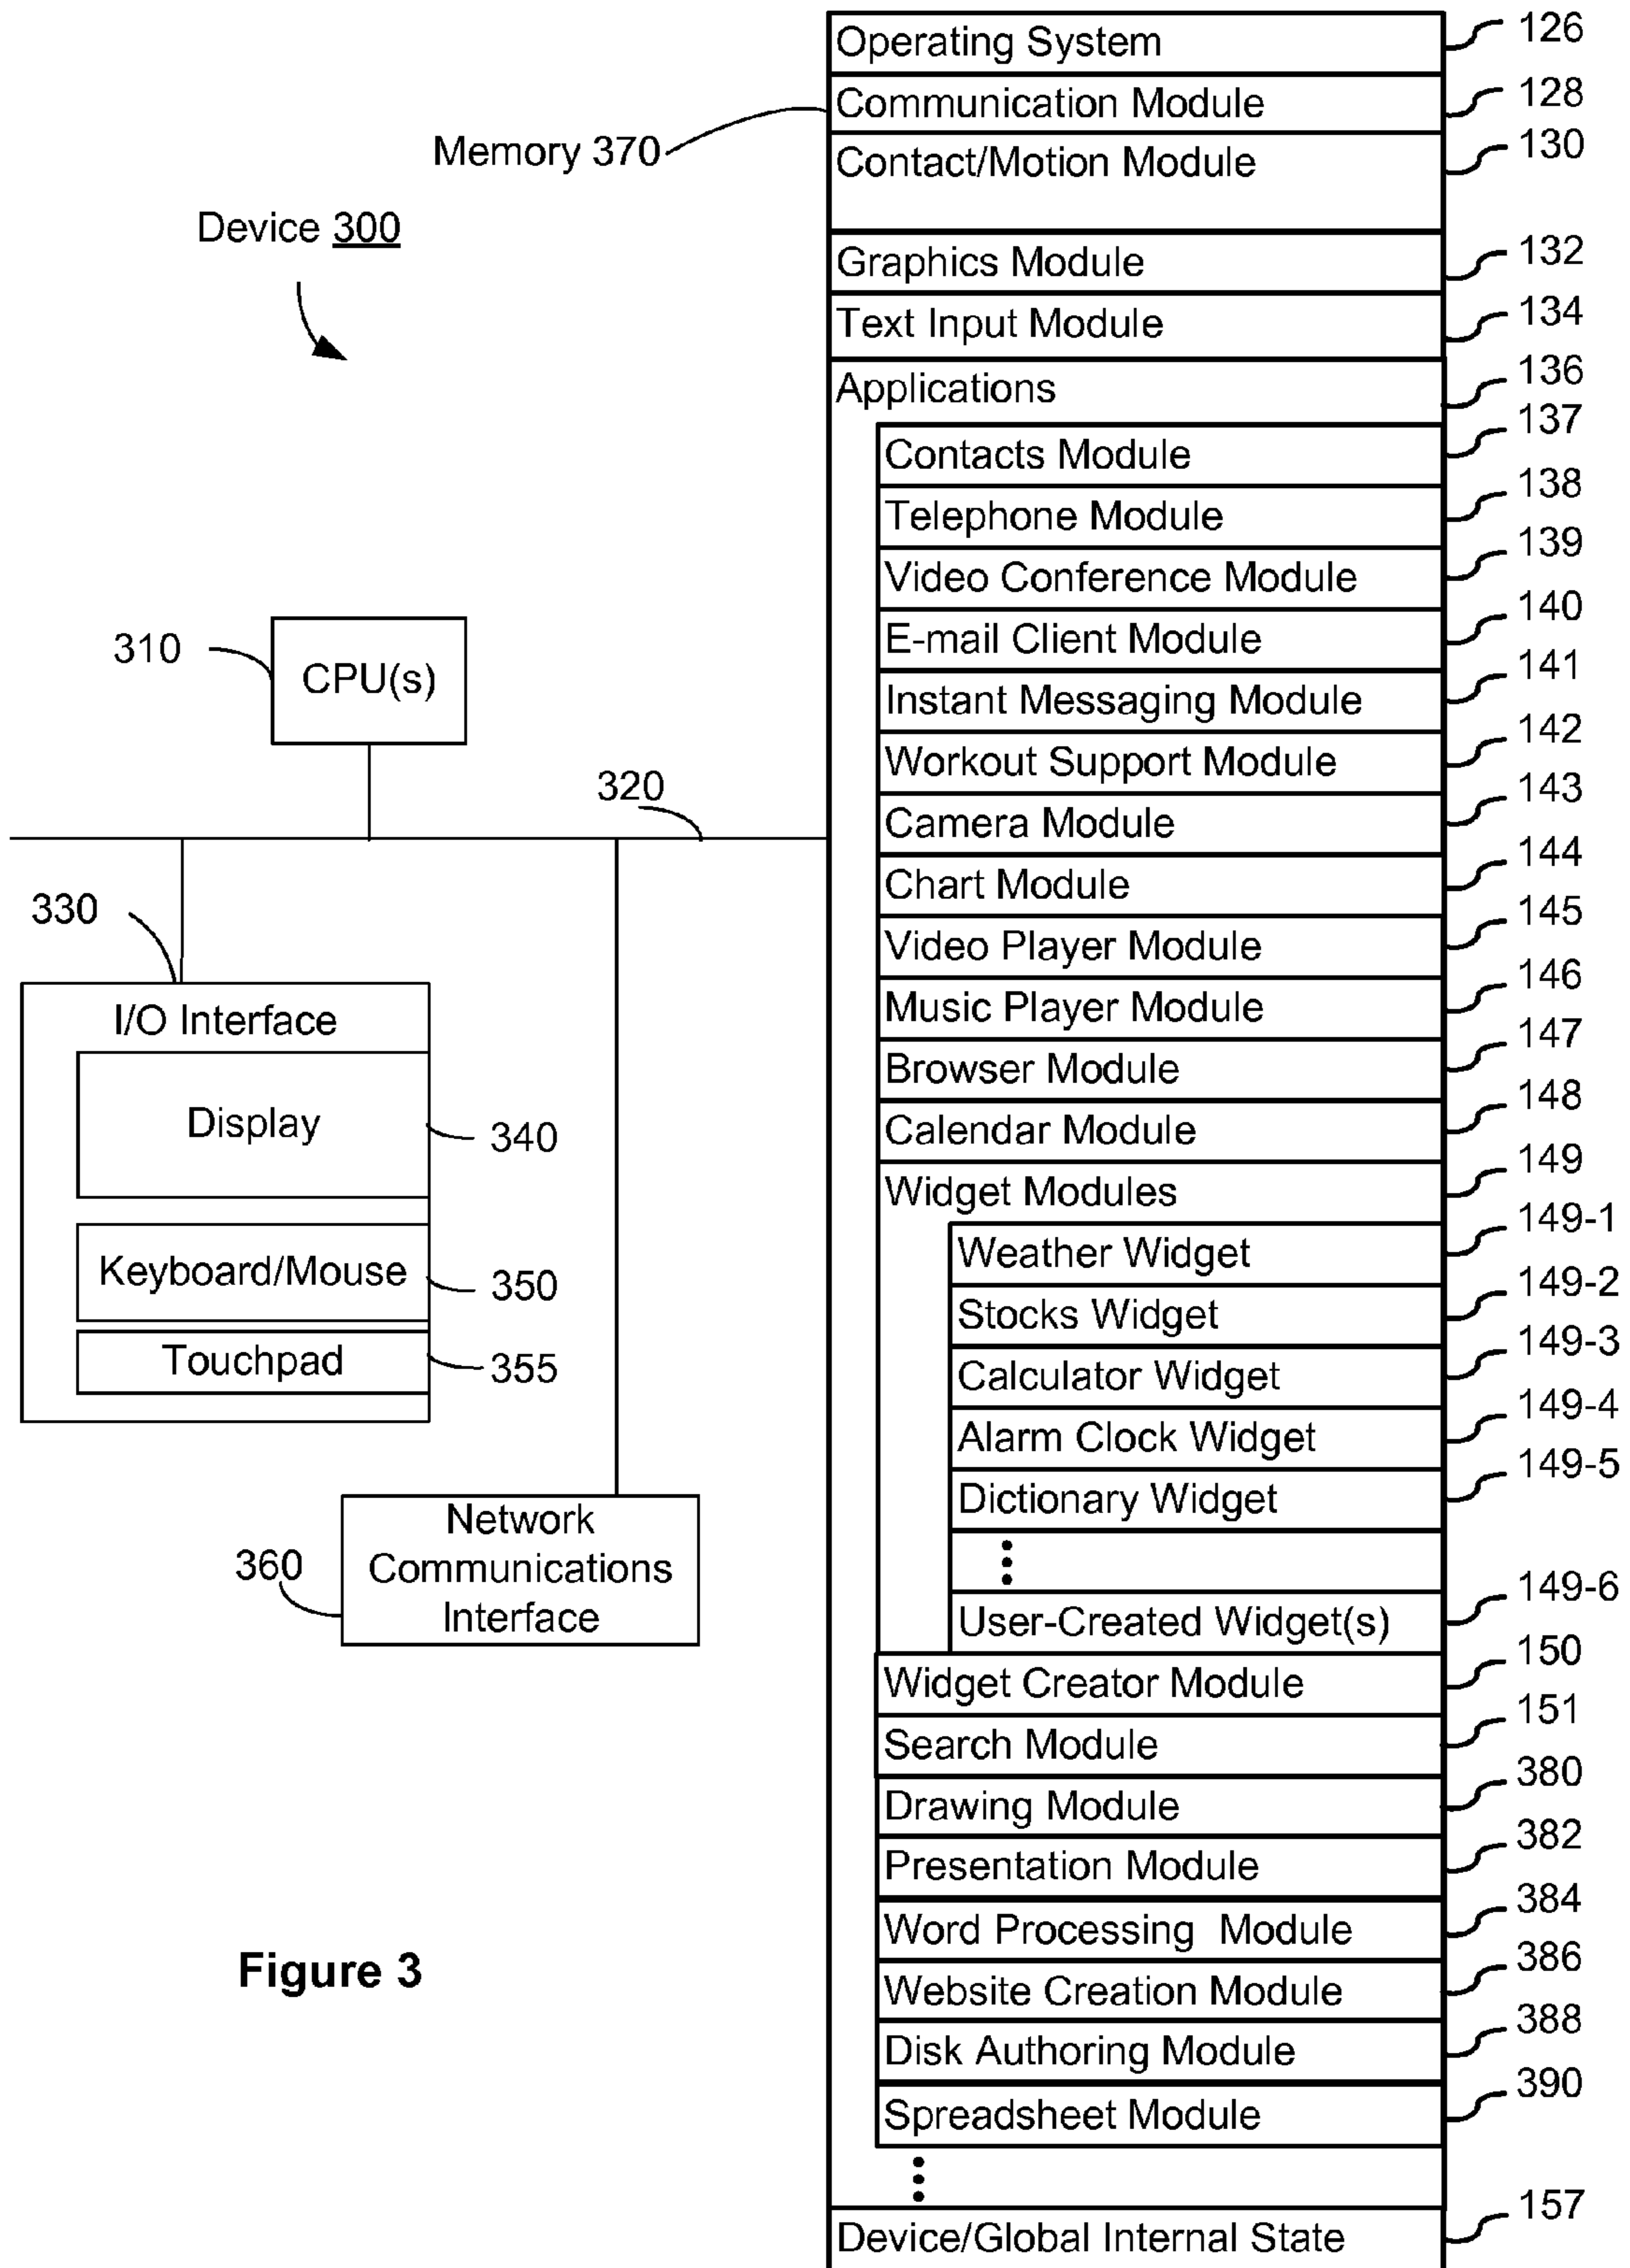 Operating System 126
Communication Module 128
Memory 370
Contact/Motion Module 130
Device 300
Graphics Module 132
Text Input Module 134
Applications 136
Contacts Module 137
Telephone Module 138
Video Conference Module 139
E-mail Client Module 140
Instant Messaging Module 141
Workout Support Module 142
Camera Module 143
Chart Module 144
Video Player Module 145
Music Player Module 146
Browser Module 147
Calendar Module 148
Widget Modules 149
Weather Widget 149-1
Stocks Widget 149-2
Calculator Widget 149-3
Alarm Clock Widget 149-4
Dictionary Widget 149-5
User-Created Widget(s) 149-6
Widget Creator Module 150
Search Module 151
Drawing Module 380
Presentation Module 382
Word Processing Module 384
Website Creation Module 386
Disk Authoring Module 388
Spreadsheet Module 390
Device/Global Internal State 157
310
CPU(s)
320
330
I/O Interface
Display 340
Keyboard/Mouse 350
Touchpad 355
360
Network
Communications
Interface
Figure 3